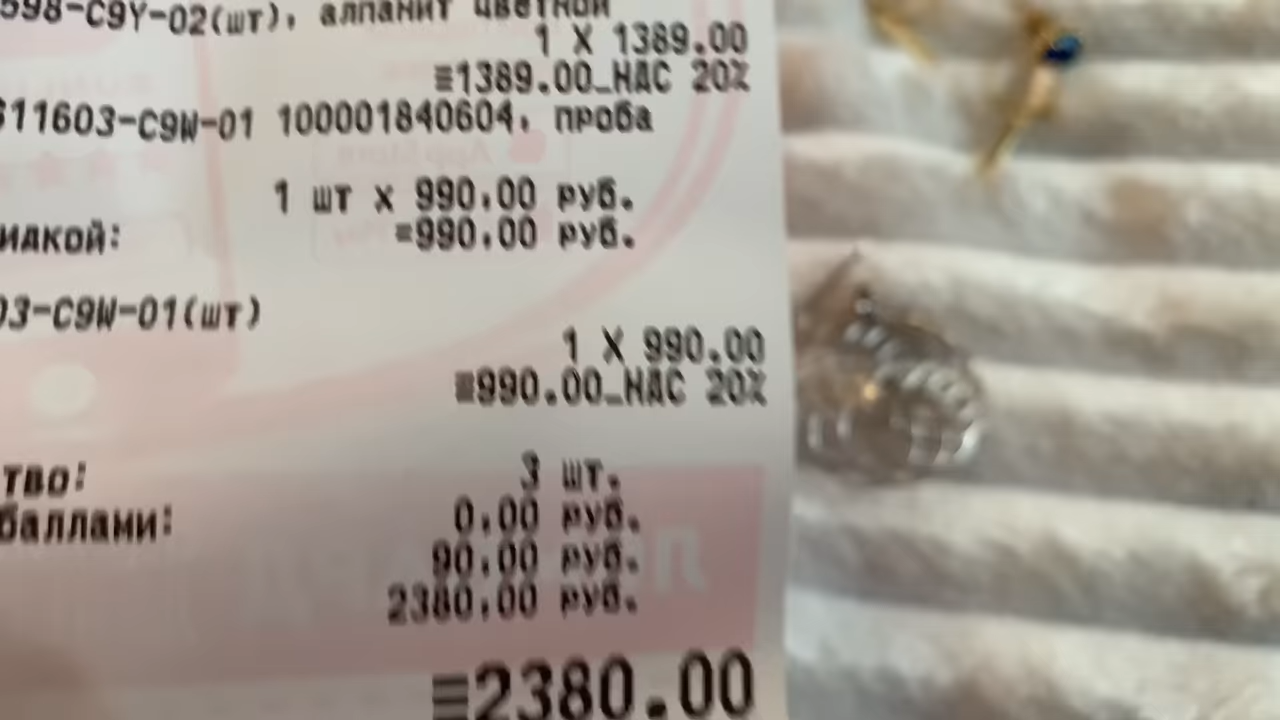 598-C9Y-02(шт), алпанит цветной
1 X 1389.00
≡1389.00_НДС 20%
S11603-C9W-01 100001840604, проба
1 шт x 990,00 руб.
идкой: =990,00 руб.
03-C9W-01(шт)
1 X 990.00
≡990.00_НДС 20%
тво: 3 шт.
баллами: 0,00 руб.
90,00 руб.
2380,00 руб.
≡2380.00